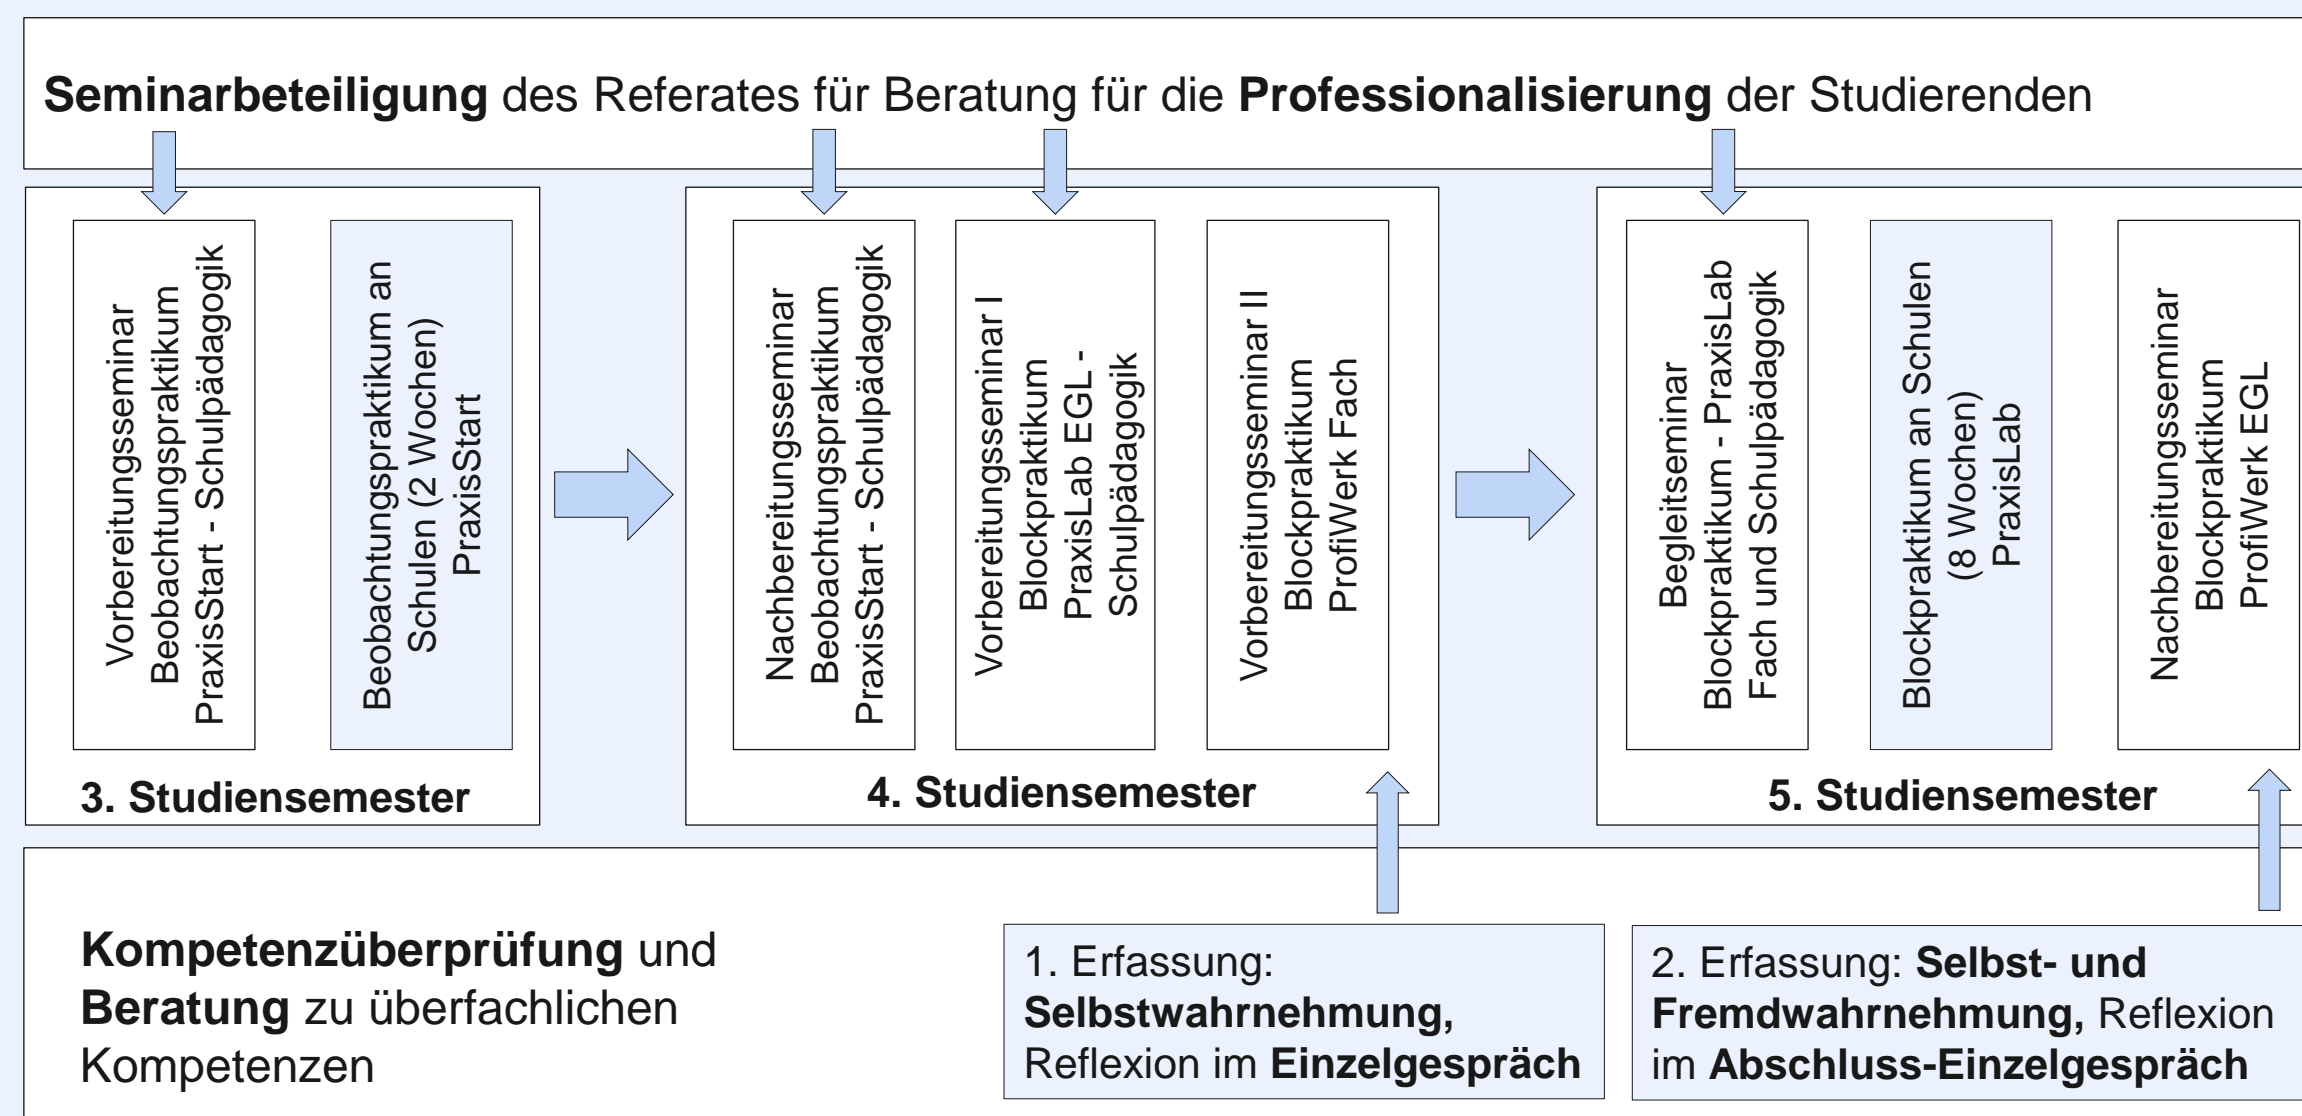 Seminarbeteiligung des Referates für Beratung für die Professionalisierung der Studierenden
Vorbereitungsseminar
Beobachtungspraktikum
PraxisStart - Schulpädagogik
Beobachtungspraktikum an
Schulen (2 Wochen)
PraxisStart
3. Studiensemester
Nachbereitungsseminar
Beobachtungspraktikum
PraxisStart - Schulpädagogik
Vorbereitungsseminar I
Blockpraktikum
PraxisLab EGL -
Schulpädagogik
Vorbereitungsseminar II
Blockpraktikum
ProfiWerk Fach
4. Studiensemester
Begleitseminar
Blockpraktikum - PraxisLab
Fach und Schulpädagogik
Blockpraktikum an Schulen
(8 Wochen)
PraxisLab
Nachbereitungsseminar
Blockpraktikum
ProfiWerk EGL
5. Studiensemester
Kompetenzüberprüfung und
Beratung zu überfachlichen
Kompetenzen
1. Erfassung:
Selbstwahrnehmung,
Reflexion im Einzelgespräch
2. Erfassung: Selbst- und
Fremdwahrnehmung, Reflexion
im Abschluss-Einzelgespräch